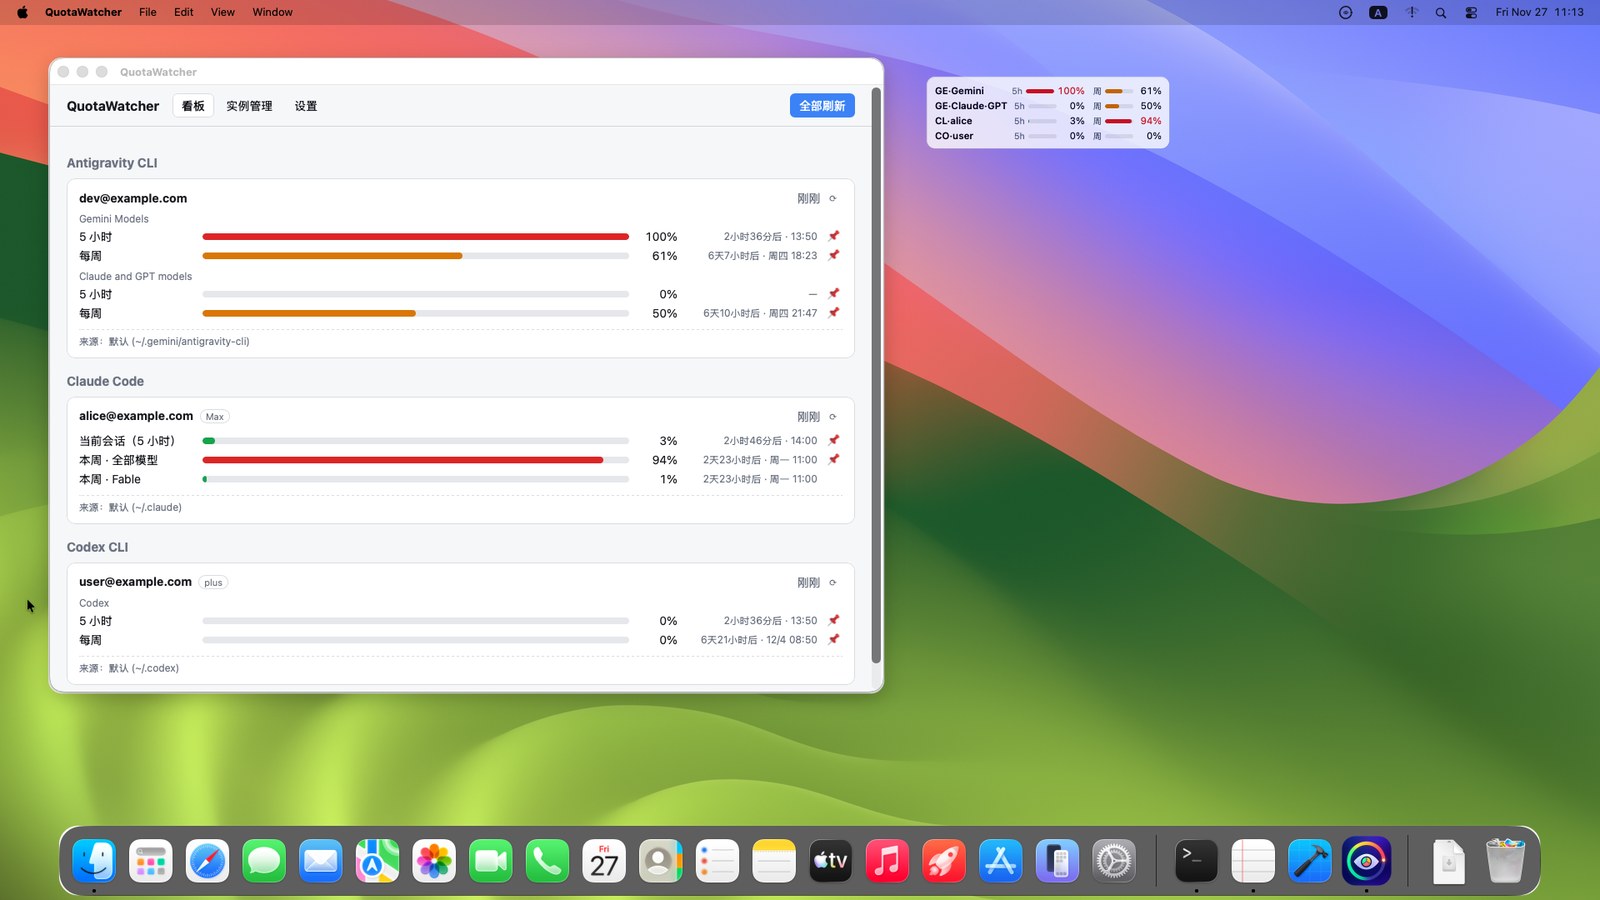 QuotaWatcher File Edit View Window A Fri Nov 27 11:13
QuotaWatcher
QuotaWatcher 看板 实例管理 设置 全部刷新
Antigravity CLI
dev@example.com 刚刚
Gemini Models
5 小时 100% 2小时36分后 · 13:50
每周 61% 6天7小时后 · 周四 18:23
Claude and GPT models
5 小时 0% —
每周 50% 6天10小时后 · 周四 21:47
来源：默认 (~/.gemini/antigravity-cli)
Claude Code
alice@example.com Max 刚刚
当前会话（5 小时） 3% 2小时46分后 · 14:00
本周 · 全部模型 94% 2天23小时后 · 周一 11:00
本周 · Fable 1% 2天23小时后 · 周一 11:00
来源：默认 (~/.claude)
Codex CLI
user@example.com plus 刚刚
Codex
5 小时 0% 2小时36分后 · 13:50
每周 0% 6天21小时后 · 12/4 08:50
来源：默认 (~/.codex)
GE·Gemini 5h 100% 周 61%
GE·Claude·GPT 5h 0% 周 50%
CL·alice 5h 3% 周 94%
CO·user 5h 0% 周 0%
Fri
27
tv